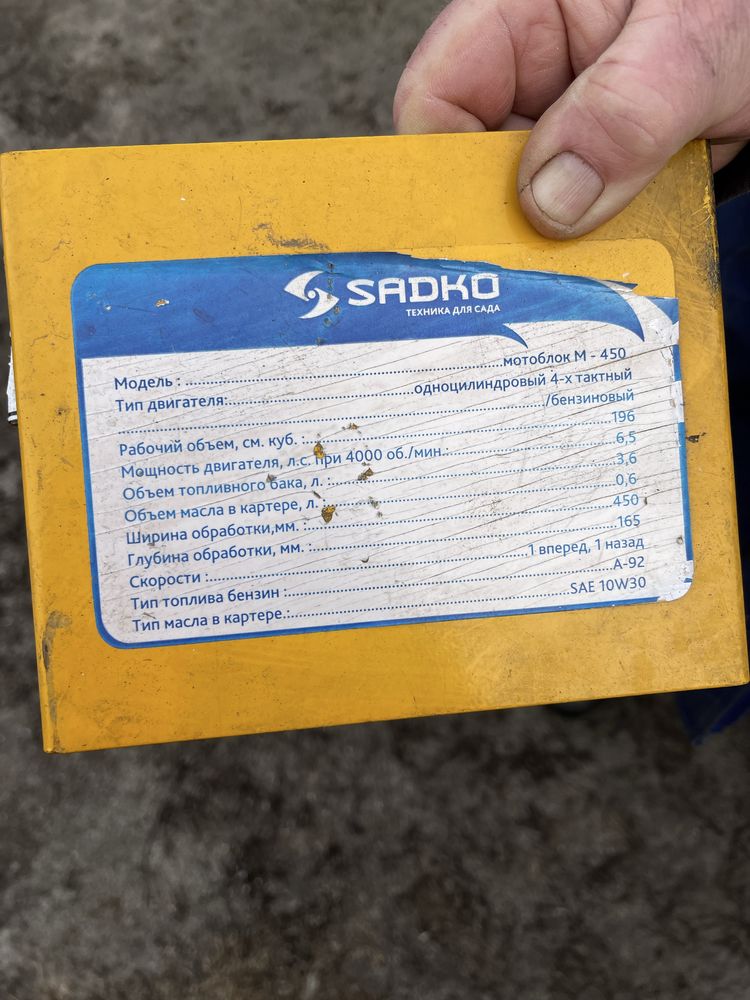 SADKO
ТЕХНИКА ДЛЯ САДА
Модель : ................ мотоблок М - 450
Тип двигателя: ................ одноцилиндровый 4-х тактный
................ /бензиновый
Рабочий объем, см. куб. : ................ 196
Мощность двигателя, л.с. при 4000 об./мин.: ................ 6,5
Объем топливного бака, л. : ................ 3,6
Объем масла в картере, л. ................ 0,6
Ширина обработки,мм. : ................ 450
Глубина обработки, мм. : ................ 165
Скорости : ................ 1 вперед, 1 назад
Тип топлива бензин : ................ А-92
Тип масла в картере.: ................ SAE 10W30